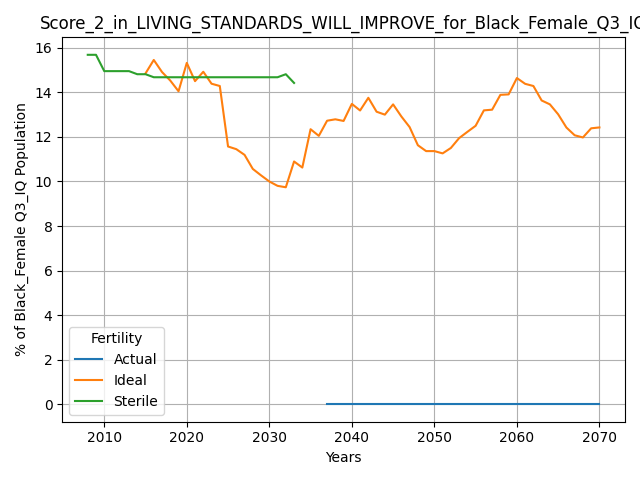 Score_2_in_LIVING_STANDARDS_WILL_IMPROVE_for_Black_Female_Q3_IQ
% of Black_Female Q3_IQ Population
16
14
12
10
8
6
4
2
0
Fertility
Actual
Ideal
Sterile
2010 2020 2030 2040 2050 2060 2070
Years